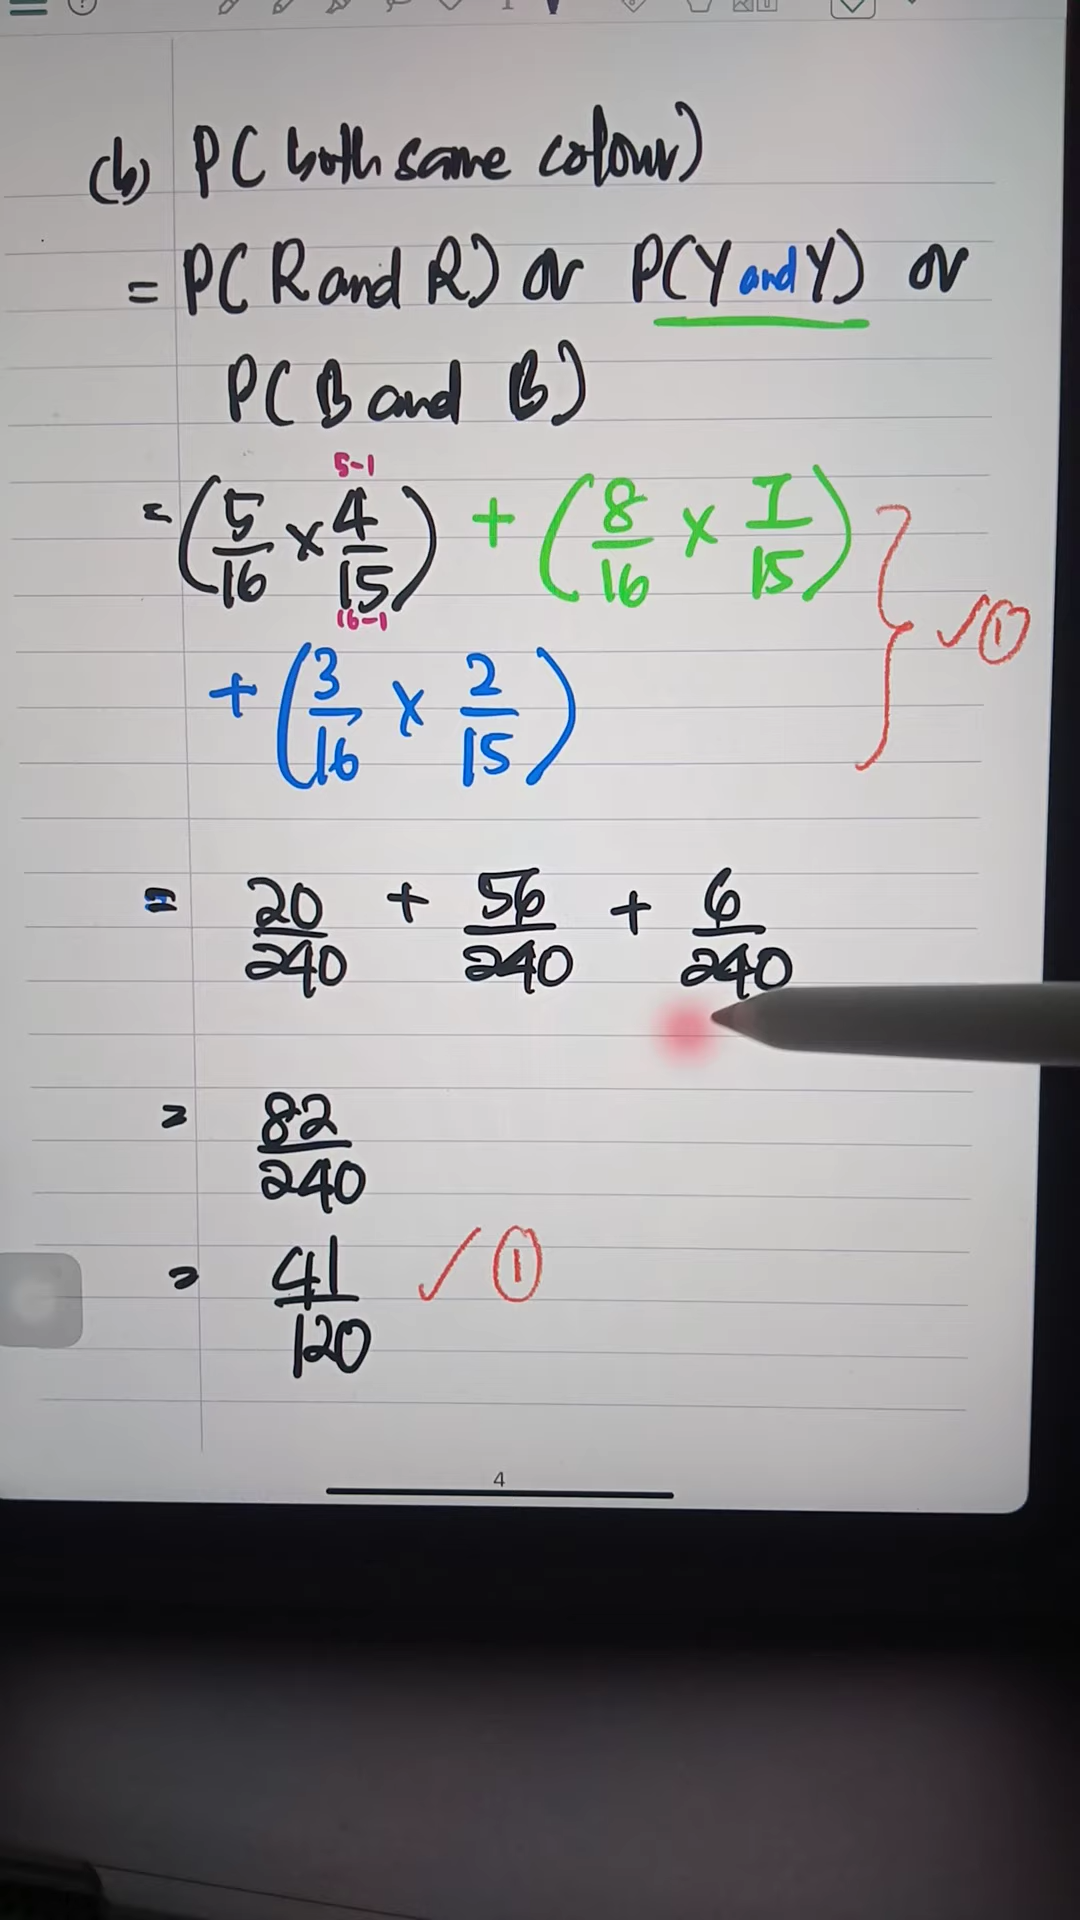 (b) P( both same colour)
= P( R and R) or P(Y and Y) or
P( B and B)
5-1
= (5/16 × 4/15) + (8/16 × 7/15)
16-1
✓①
+ (3/16 × 2/15)
= 20/240 + 56/240 + 6/240
= 82/240
= 41/120 ✓①
4